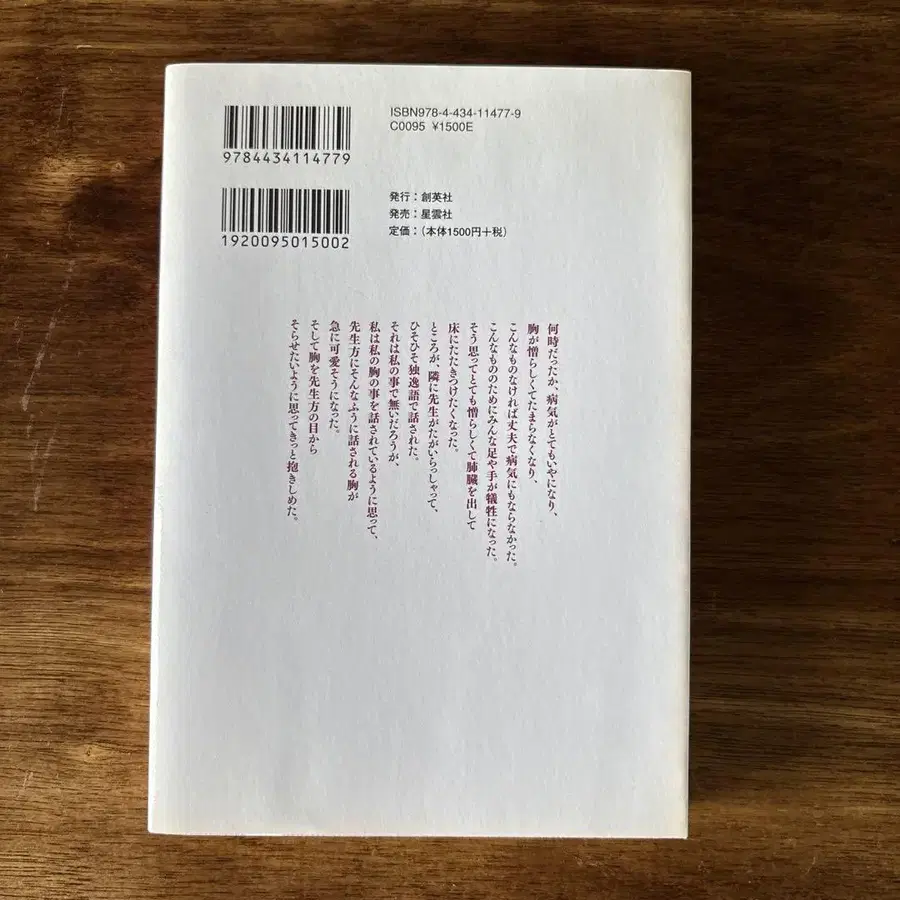 ISBN978-4-434-11477-9
C0095 ¥1500E
9784434114779
1920095015002
発行：創英社
発売：星雲社
定価：（本体1500円＋税）
何時だったか、病気がとてもいやになり、
胸が憎らしくてたまらなくなり、
こんなものなければ丈夫で病気にもならなかった。
こんなもののためにみんな足や手が犠牲になった。
そう思ってとても憎らしくて肺臓を出して
床にたたきつけたくなった。
ところが、隣に先生がたがいらっしゃって、
ひそひそ独逸語で話された。
それは私の事で無いだろうが、
私は私の胸の事を話されているように思って、
先生方にそんなふうに話される胸が
急に可愛そうになった。
そして胸を先生方の目から
そらせたいように思ってきっと抱きしめた。